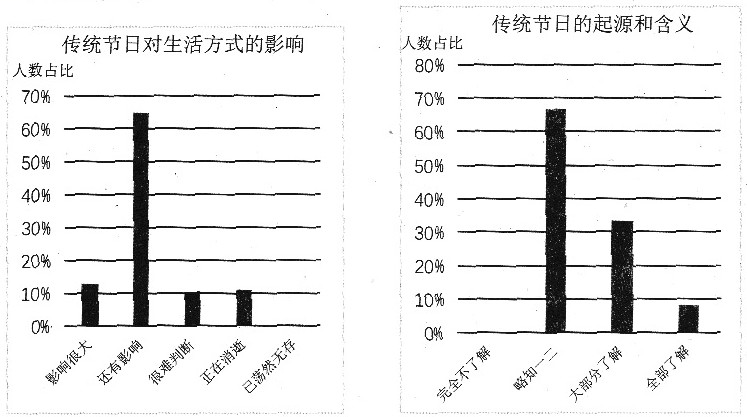 传统节日对生活方式的影响
人数占比
70%
60%
50%
40%
30%
20%
10%
0%
影响很大
还有影响
很难判断
正在消逝
已荡然无存
传统节日的起源和含义
人数占比
80%
70%
60%
50%
40%
30%
20%
10%
0%
完全不了解
略知一二
大部分了解
全部了解